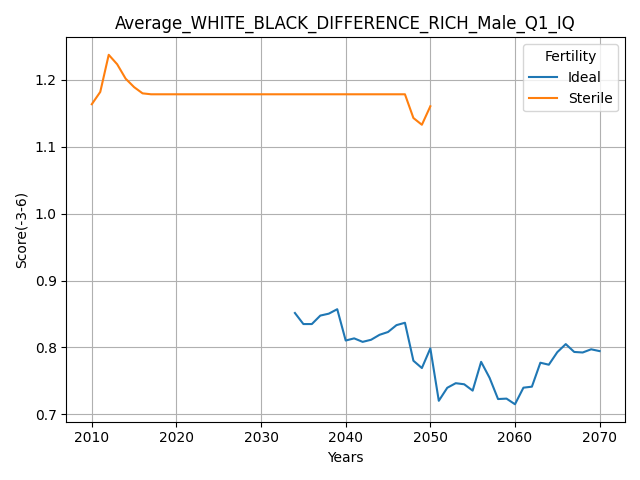 Average_WHITE_BLACK_DIFFERENCE_RICH_Male_Q1_IQ
Fertility
Ideal
Sterile
Score(-3-6)
1.2
1.1
1.0
0.9
0.8
0.7
2010 2020 2030 2040 2050 2060 2070
Years